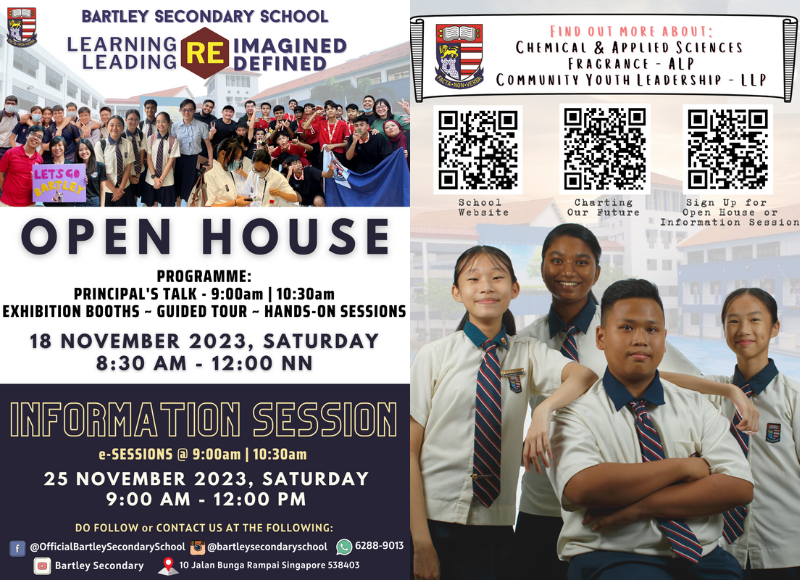 BARTLEY SECONDARY SCHOOL
LEARNING RE IMAGINED
LEADING DEFINED
LET'S GO
BARTLEY
OPEN HOUSE
PROGRAMME:
PRINCIPAL'S TALK - 9:00am | 10:30am
EXHIBITION BOOTHS ~ GUIDED TOUR ~ HANDS-ON SESSIONS
18 NOVEMBER 2023, SATURDAY
8:30 AM - 12:00 NN
INFORMATION SESSION
e-SESSIONS @ 9:00am | 10:30am
25 NOVEMBER 2023, SATURDAY
9:00 AM - 12:00 PM
DO FOLLOW or CONTACT US AT THE FOLLOWING:
@OfficialBartleySecondarySchool @bartleysecondaryschool 6288-9013
Bartley Secondary 10 Jalan Bunga Rampai Singapore 538403
FIND OUT MORE ABOUT:
CHEMICAL & APPLIED SCIENCES
FRAGRANCE - ALP
COMMUNITY YOUTH LEADERSHIP - LLP
FACTA·NON·VERBA
School
Website
Charting
Our Future
Sign Up for
Open House or
Information Session